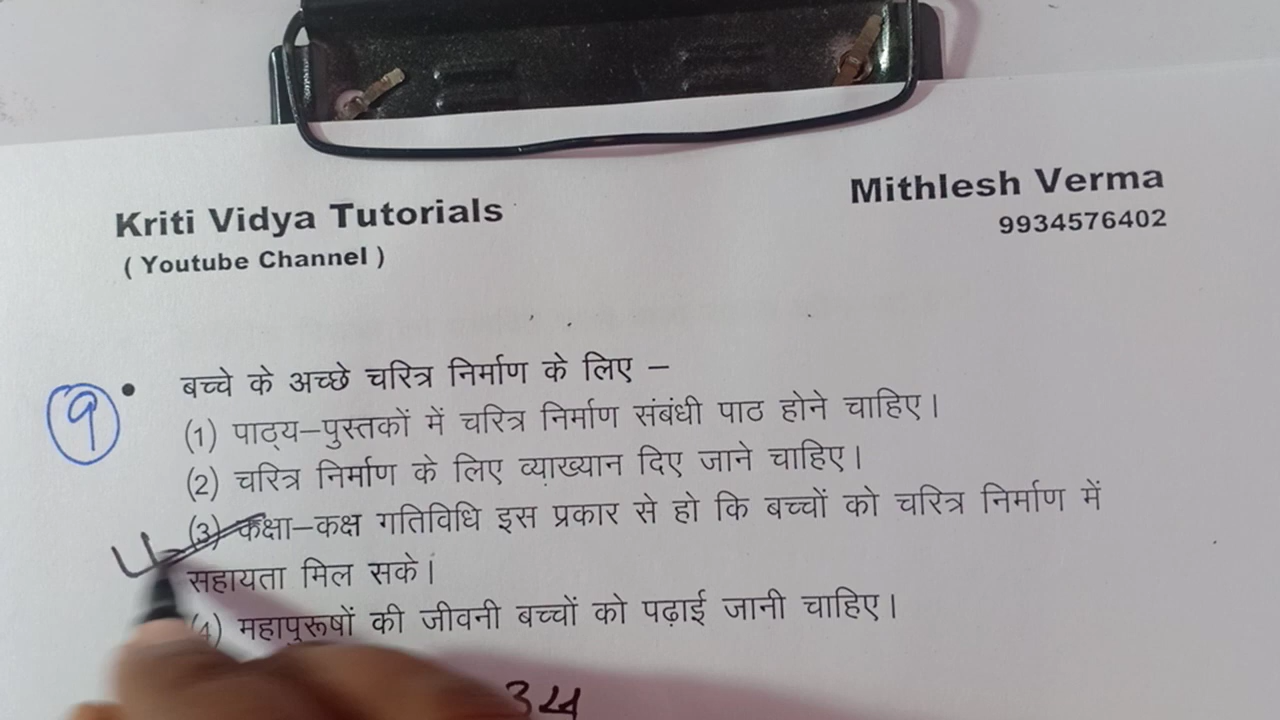 Kriti Vidya Tutorials
( Youtube Channel )
Mithlesh Verma
9934576402
9 • बच्चे के अच्छे चरित्र निर्माण के लिए –
(1) पाठ्य–पुस्तकों में चरित्र निर्माण संबंधी पाठ होने चाहिए।
(2) चरित्र निर्माण के लिए व्याख्यान दिए जाने चाहिए।
(3) कक्षा–कक्ष गतिविधि इस प्रकार से हो कि बच्चों को चरित्र निर्माण में
सहायता मिल सके।
(4) महापुरूषों की जीवनी बच्चों को पढ़ाई जानी चाहिए।